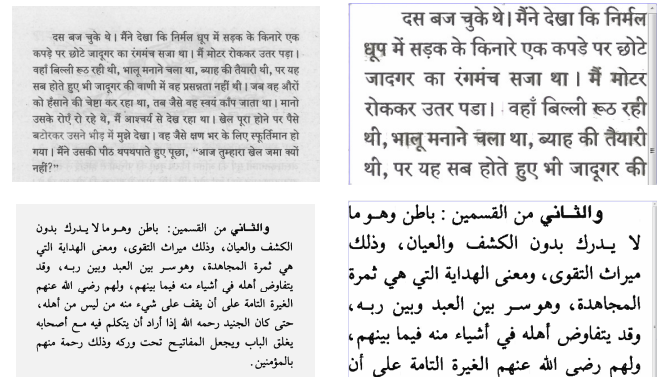 दस बज चुके थे। मैंने देखा कि निर्मल धूप में सड़क के किनारे एक
कपड़े पर छोटे जादूगर का रंगमंच सजा था। मैं मोटर रोककर उतर पड़ा।
वहाँ बिल्ली रूठ रही थी, भालू मनाने चला था, ब्याह की तैयारी थी, पर यह
सब होते हुए भी जादूगर की वाणी में वह प्रसन्नता नहीं थी। जब वह औरों
को हँसाने की चेष्टा कर रहा था, तब जैसे वह स्वयं काँप जाता था। मानो
उसके रोएँ रो रहे थे, मैं आश्चर्य से देख रहा था। खेल पूरा होने पर पैसे
बटोरकर उसने भीड़ में मुझे देखा। वह जैसे क्षण भर के लिए स्फूर्तिमान हो
गया। मैंने उसकी पीठ थपथपाते हुए पूछा, "आज तुम्हारा खेल जमा क्यों
नहीं?"
दस बज चुके थे। मैंने देखा कि निर्मल
धूप में सड़क के किनारे एक कपडे पर छोटे
जादूगर का रंगमंच सजा था। मैं मोटर
रोककर उतर पड़ा।। वहाँ बिल्ली रूठ रही
थी, भालू मनाने चला था, ब्याह की तैयारी
थी, पर यह सब होते हुए भी जादूगर की
والثاني من القسمين: باطن وهو ما لا يدرك بدون
الكشف والعيان، وذلك ميراث التقوى، ومعنى الهداية التي
هي ثمرة المجاهدة، وهو سر بين العبد وبين ربه، وقد
يتفاوض أهله في أشياء منه فيما بينهم، ولهم رضي الله عنهم
الغيرة التامة على أن يقف على شيء منه من ليس من أهله،
حتى كان الجنيد رحمه الله إذا أراد أن يتكلم فيه مع أصحابه
يغلق الباب ويجعل المفاتيح تحت وركه وذلك رحمة منهم
بالمؤمنين.
والثاني من القسمين : باطن وهو ما
لا يدرك بدون الكشف والعيان، وذلك
ميراث التقوى، ومعنى الهداية التي هي ثمرة
المجاهدة، وهو سر بين العبد وبين ربه،
وقد يتفاوض أهله في أشياء منه فيما بينهم،
ولهم رضي الله عنهم الغيرة التامة على أن